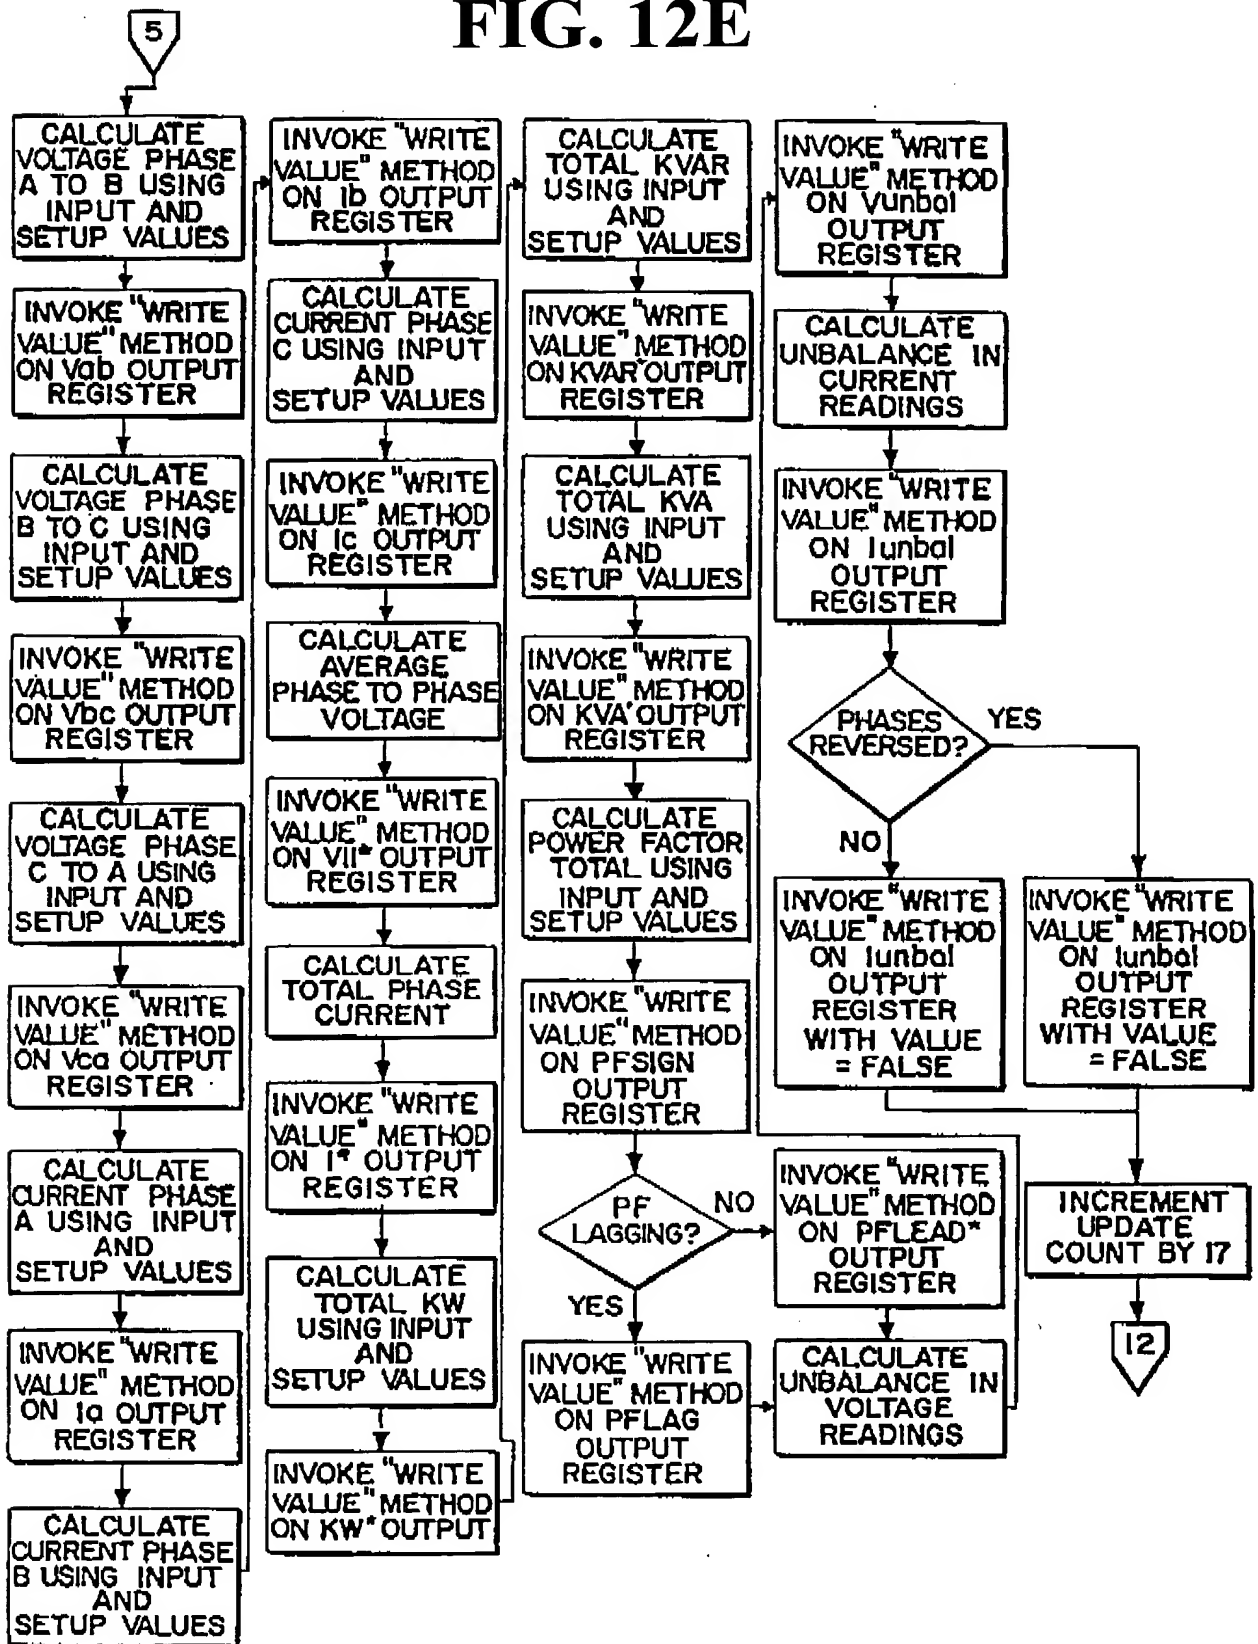 FIG. 12E
5
CALCULATE
VOLTAGE PHASE
A TO B USING
INPUT AND
SETUP VALUES
INVOKE "WRITE
VALUE" METHOD
ON Vab OUTPUT
REGISTER
CALCULATE
VOLTAGE PHASE
B TO C USING
INPUT AND
SETUP VALUES
INVOKE "WRITE
VALUE" METHOD
ON Vbc OUTPUT
REGISTER
CALCULATE
VOLTAGE PHASE
C TO A USING
INPUT AND
SETUP VALUES
INVOKE "WRITE
VALUE" METHOD
ON Vca OUTPUT
REGISTER
CALCULATE
CURRENT PHASE
A USING INPUT
AND
SETUP VALUES
INVOKE "WRITE
VALUE" METHOD
ON Ia OUTPUT
REGISTER
CALCULATE
CURRENT PHASE
B USING INPUT
AND
SETUP VALUES
INVOKE "WRITE
VALUE" METHOD
ON Ib OUTPUT
REGISTER
CALCULATE
CURRENT PHASE
C USING INPUT
AND
SETUP VALUES
INVOKE "WRITE
VALUE" METHOD
ON Ic OUTPUT
REGISTER
CALCULATE
AVERAGE
PHASE TO PHASE
VOLTAGE
INVOKE "WRITE
VALUE" METHOD
ON Vll* OUTPUT
REGISTER
CALCULATE
TOTAL PHASE
CURRENT
INVOKE "WRITE
VALUE" METHOD
ON I* OUTPUT
REGISTER
CALCULATE
TOTAL KW
USING INPUT
AND
SETUP VALUES
INVOKE "WRITE
VALUE" METHOD
ON KW* OUTPUT
CALCULATE
TOTAL KVAR
USING INPUT
AND
SETUP VALUES
INVOKE "WRITE
VALUE" METHOD
ON KVAR* OUTPUT
REGISTER
CALCULATE
TOTAL KVA
USING INPUT
AND
SETUP VALUES
INVOKE "WRITE
VALUE" METHOD
ON KVA* OUTPUT
REGISTER
CALCULATE
POWER FACTOR
TOTAL USING
INPUT AND
SETUP VALUES
INVOKE "WRITE
VALUE" METHOD
ON PFSIGN
OUTPUT
REGISTER
PF
LAGGING?
NO
YES
INVOKE "WRITE
VALUE" METHOD
ON PFLAG
OUTPUT
REGISTER
INVOKE "WRITE
VALUE" METHOD
ON PFLEAD*
OUTPUT
REGISTER
CALCULATE
UNBALANCE IN
VOLTAGE
READINGS
INVOKE "WRITE
VALUE" METHOD
ON Vunbal
OUTPUT
REGISTER
CALCULATE
UNBALANCE IN
CURRENT
READINGS
INVOKE "WRITE
VALUE" METHOD
ON Iunbal
OUTPUT
REGISTER
PHASES
REVERSED?
YES
NO
INVOKE "WRITE
VALUE" METHOD
ON Iunbal
OUTPUT
REGISTER
WITH VALUE
= FALSE
INVOKE "WRITE
VALUE" METHOD
ON Iunbal
OUTPUT
REGISTER
WITH VALUE
= FALSE
INCREMENT
UPDATE
COUNT BY 17
12